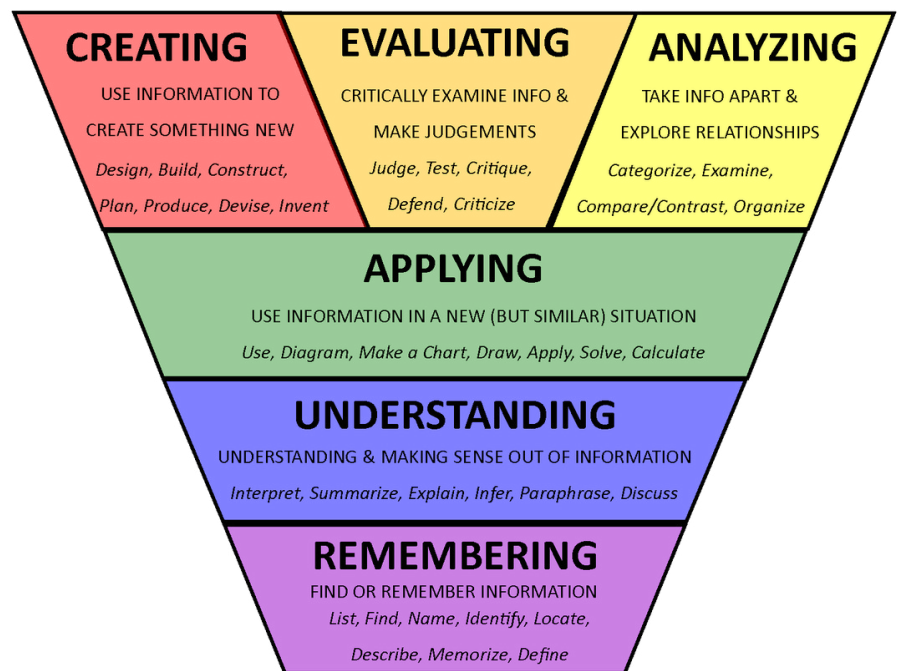 CREATING
USE INFORMATION TO
CREATE SOMETHING NEW
Design, Build, Construct,
Plan, Produce, Devise, Invent
EVALUATING
CRITICALLY EXAMINE INFO &
MAKE JUDGEMENTS
Judge, Test, Critique,
Defend, Criticize
ANALYZING
TAKE INFO APART &
EXPLORE RELATIONSHIPS
Categorize, Examine,
Compare/Contrast, Organize
APPLYING
USE INFORMATION IN A NEW (BUT SIMILAR) SITUATION
Use, Diagram, Make a Chart, Draw, Apply, Solve, Calculate
UNDERSTANDING
UNDERSTANDING & MAKING SENSE OUT OF INFORMATION
Interpret, Summarize, Explain, Infer, Paraphrase, Discuss
REMEMBERING
FIND OR REMEMBER INFORMATION
List, Find, Name, Identify, Locate,
Describe, Memorize, Define